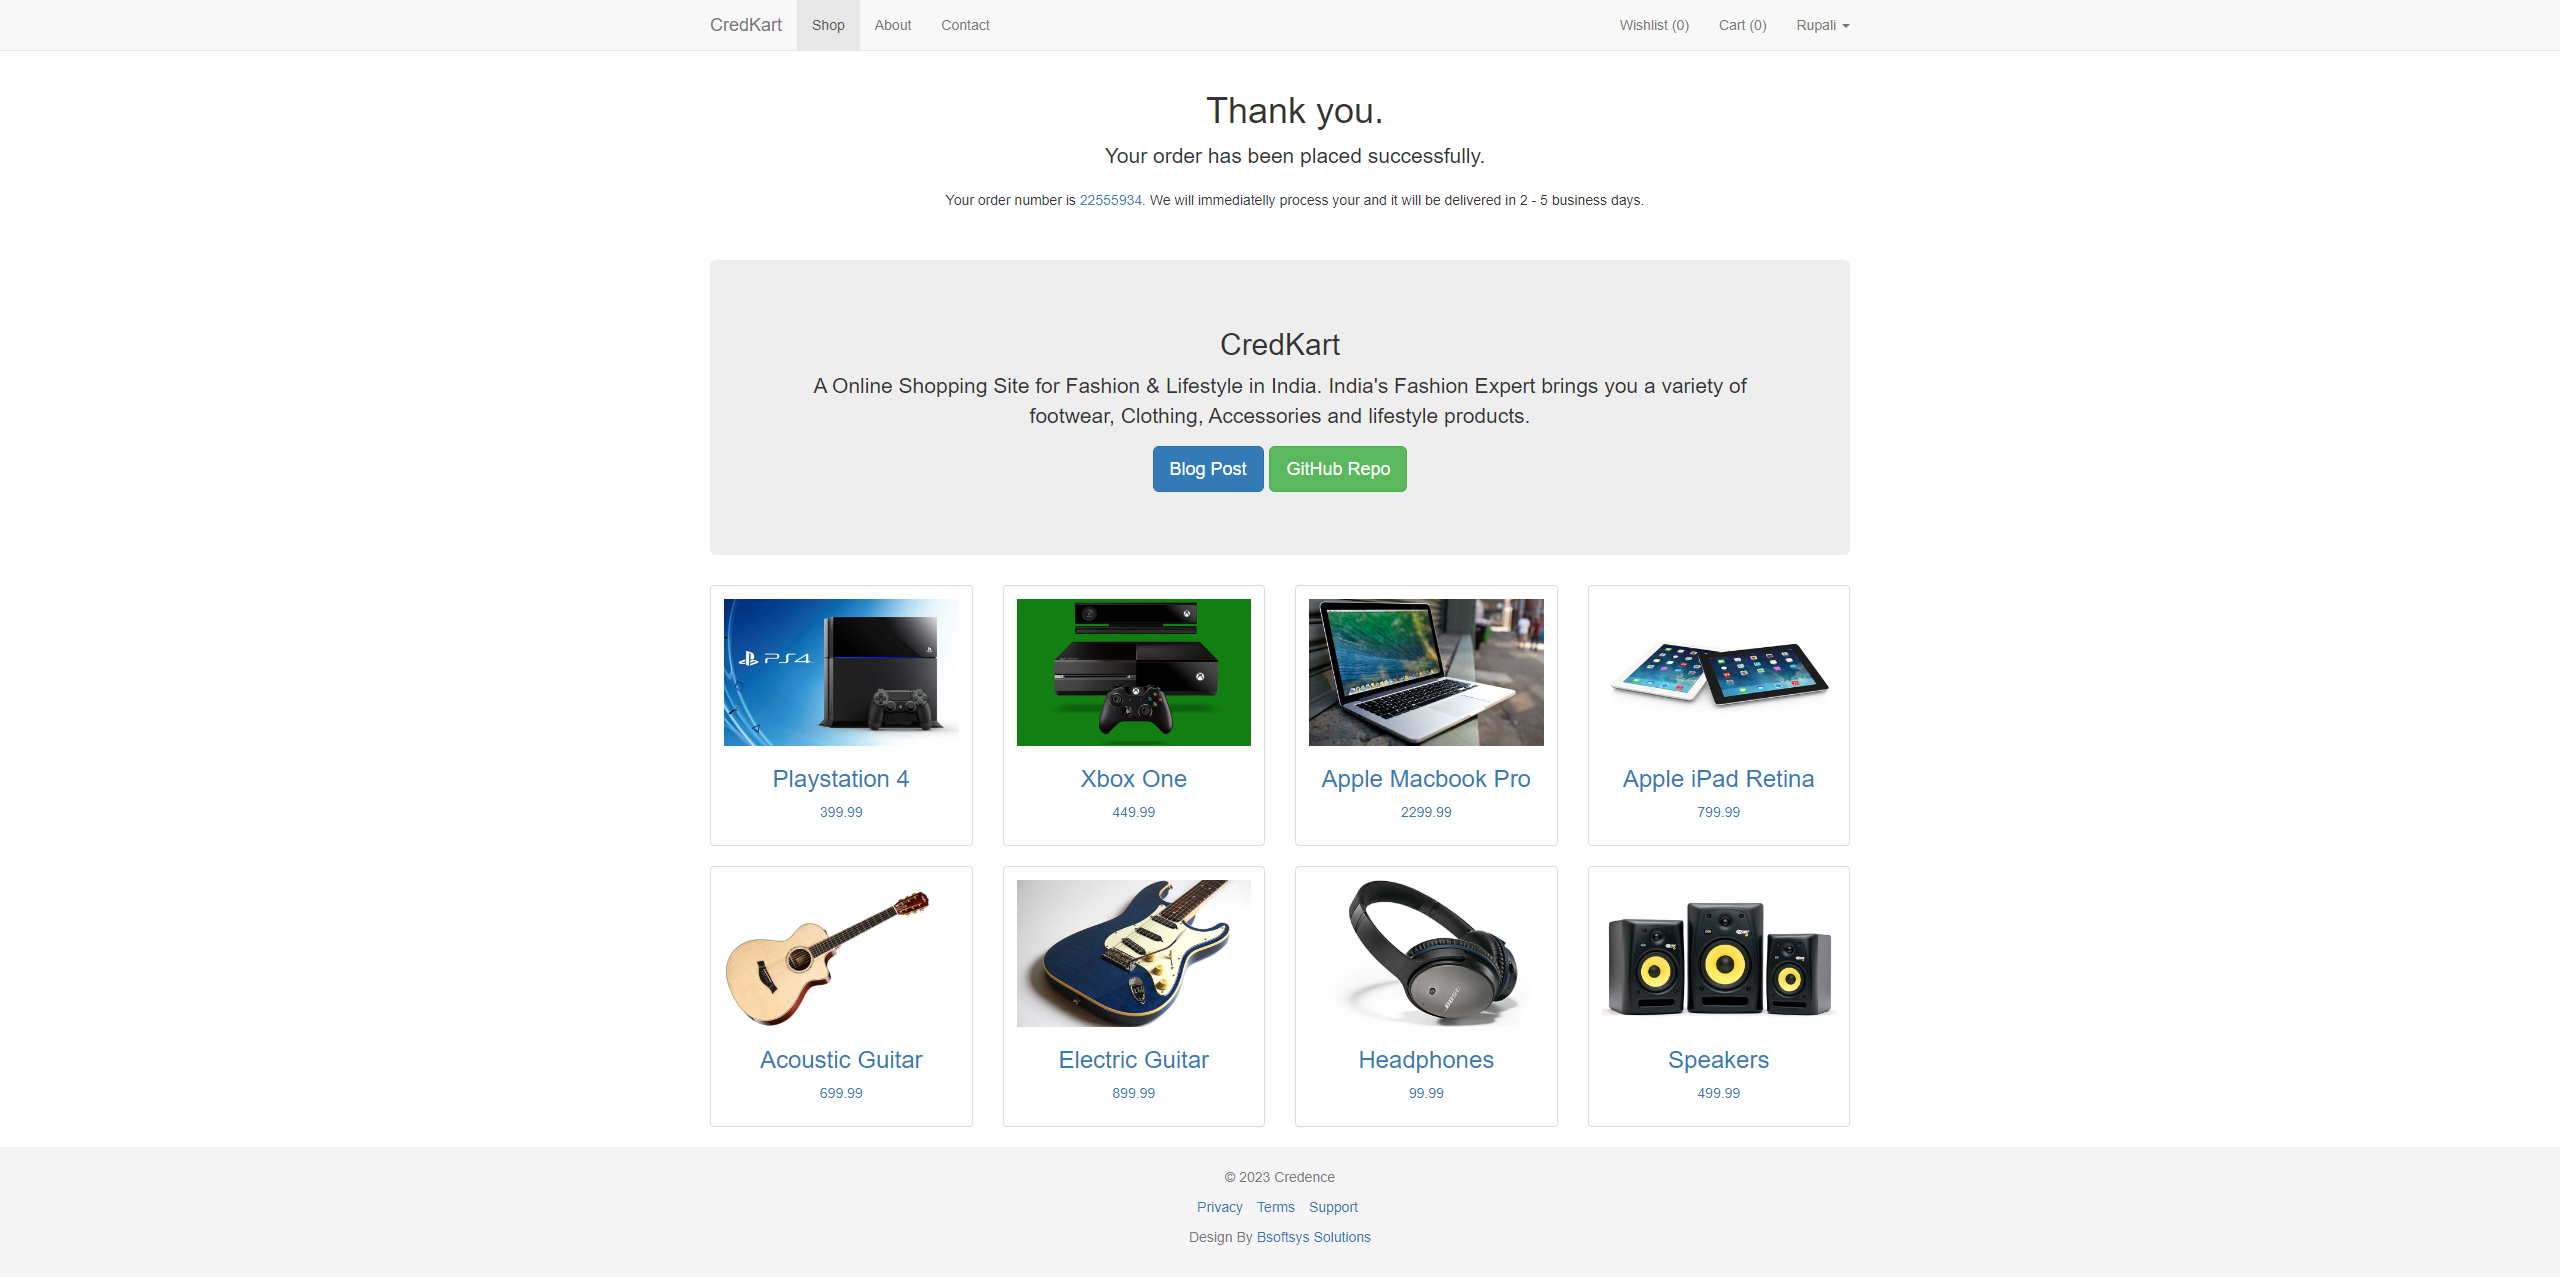 CredKart Shop About Contact Wishlist (0) Cart (0) Rupali
Thank you.
Your order has been placed successfully.
Your order number is 22555934. We will immediatelly process your and it will be delivered in 2 - 5 business days.
CredKart
A Online Shopping Site for Fashion & Lifestyle in India. India's Fashion Expert brings you a variety of
footwear, Clothing, Accessories and lifestyle products.
Blog Post GitHub Repo
PS4
Playstation 4
399.99
Xbox One
449.99
Apple Macbook Pro
2299.99
Apple iPad Retina
799.99
Acoustic Guitar
699.99
Electric Guitar
899.99
BOSE
Headphones
99.99
Speakers
499.99
© 2023 Credence
Privacy Terms Support
Design By Bsoftsys Solutions